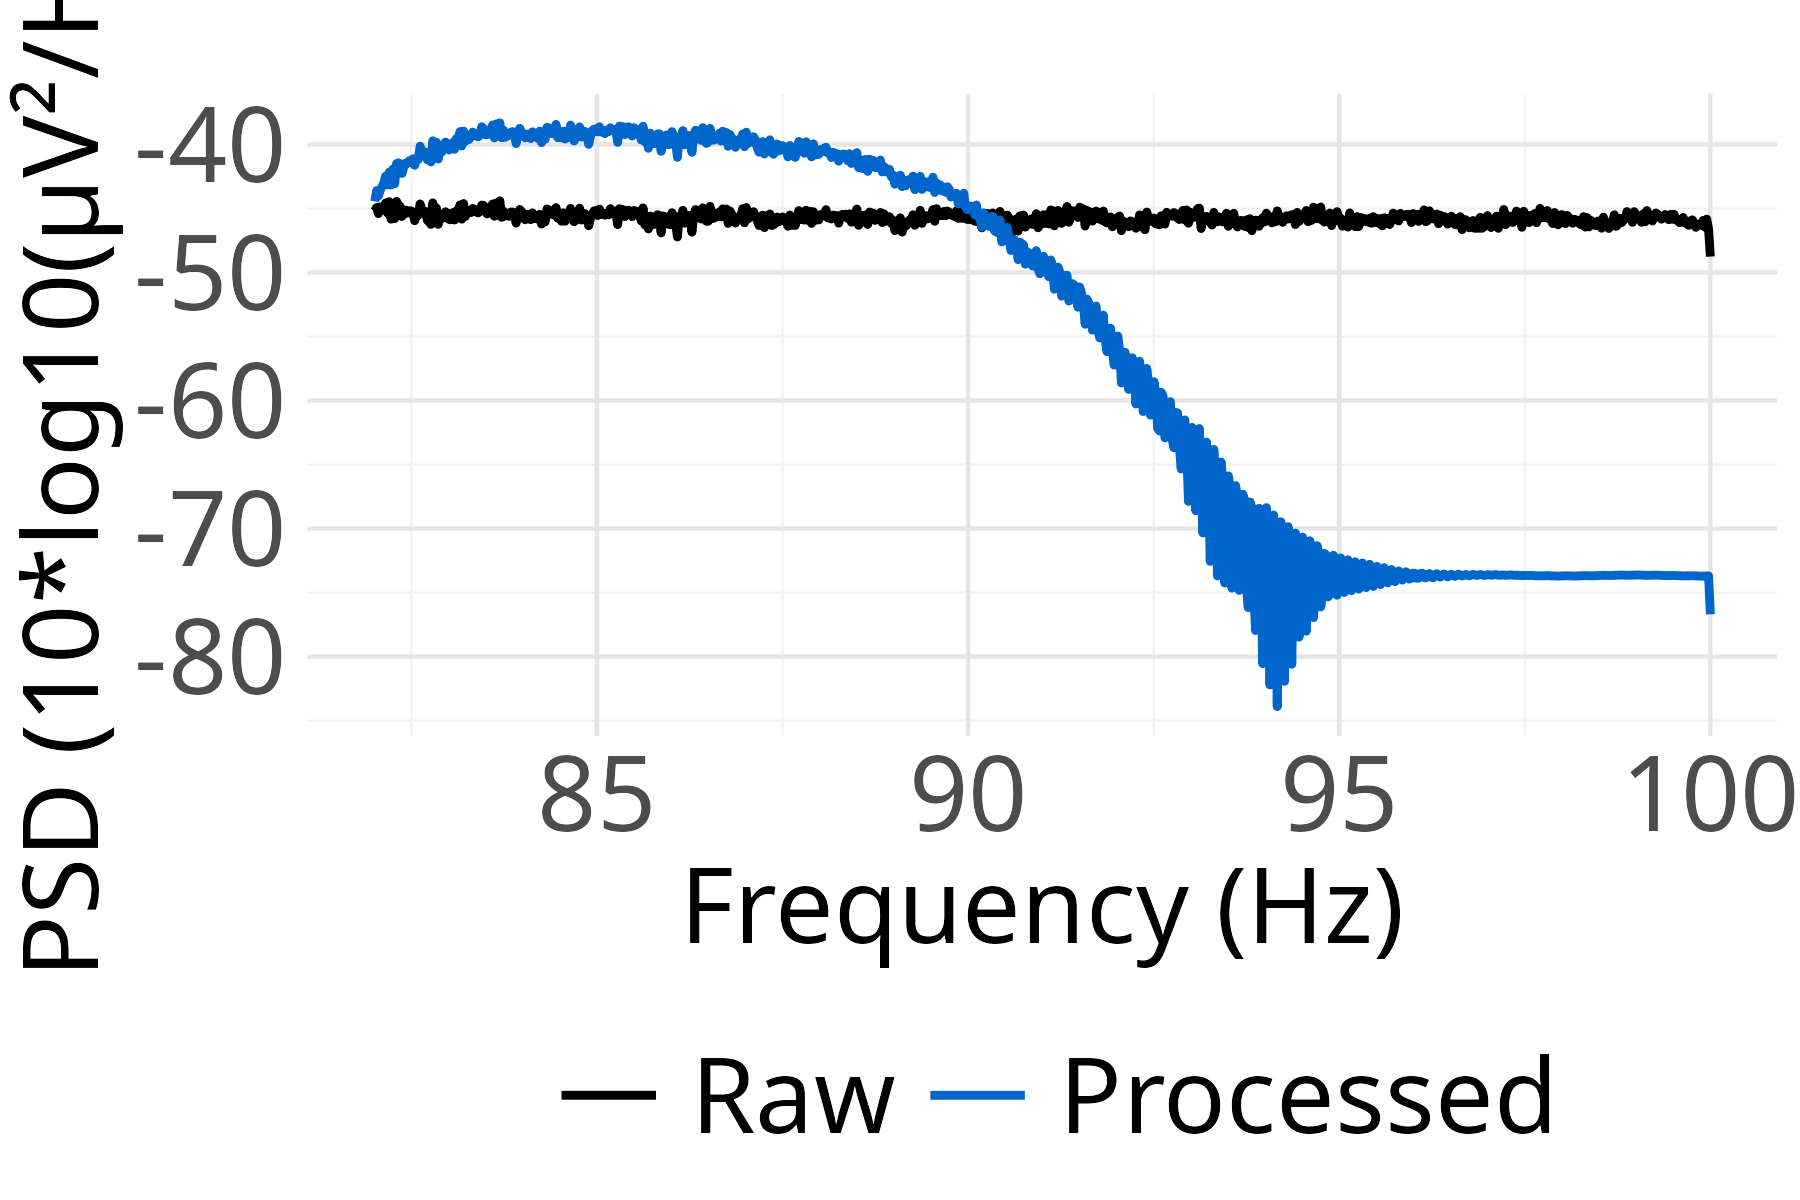 PSD (10*log10(µV²/H
-40
-50
-60
-70
-80
85 90 95 100
Frequency (Hz)
Raw Processed